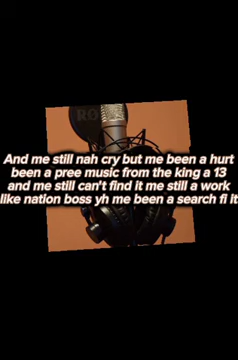 RO
And me still nah cry but me been a hurt
been a pree music from the king a 13
and me still can't find it me still a work
like nation boss yh me been a search fi it